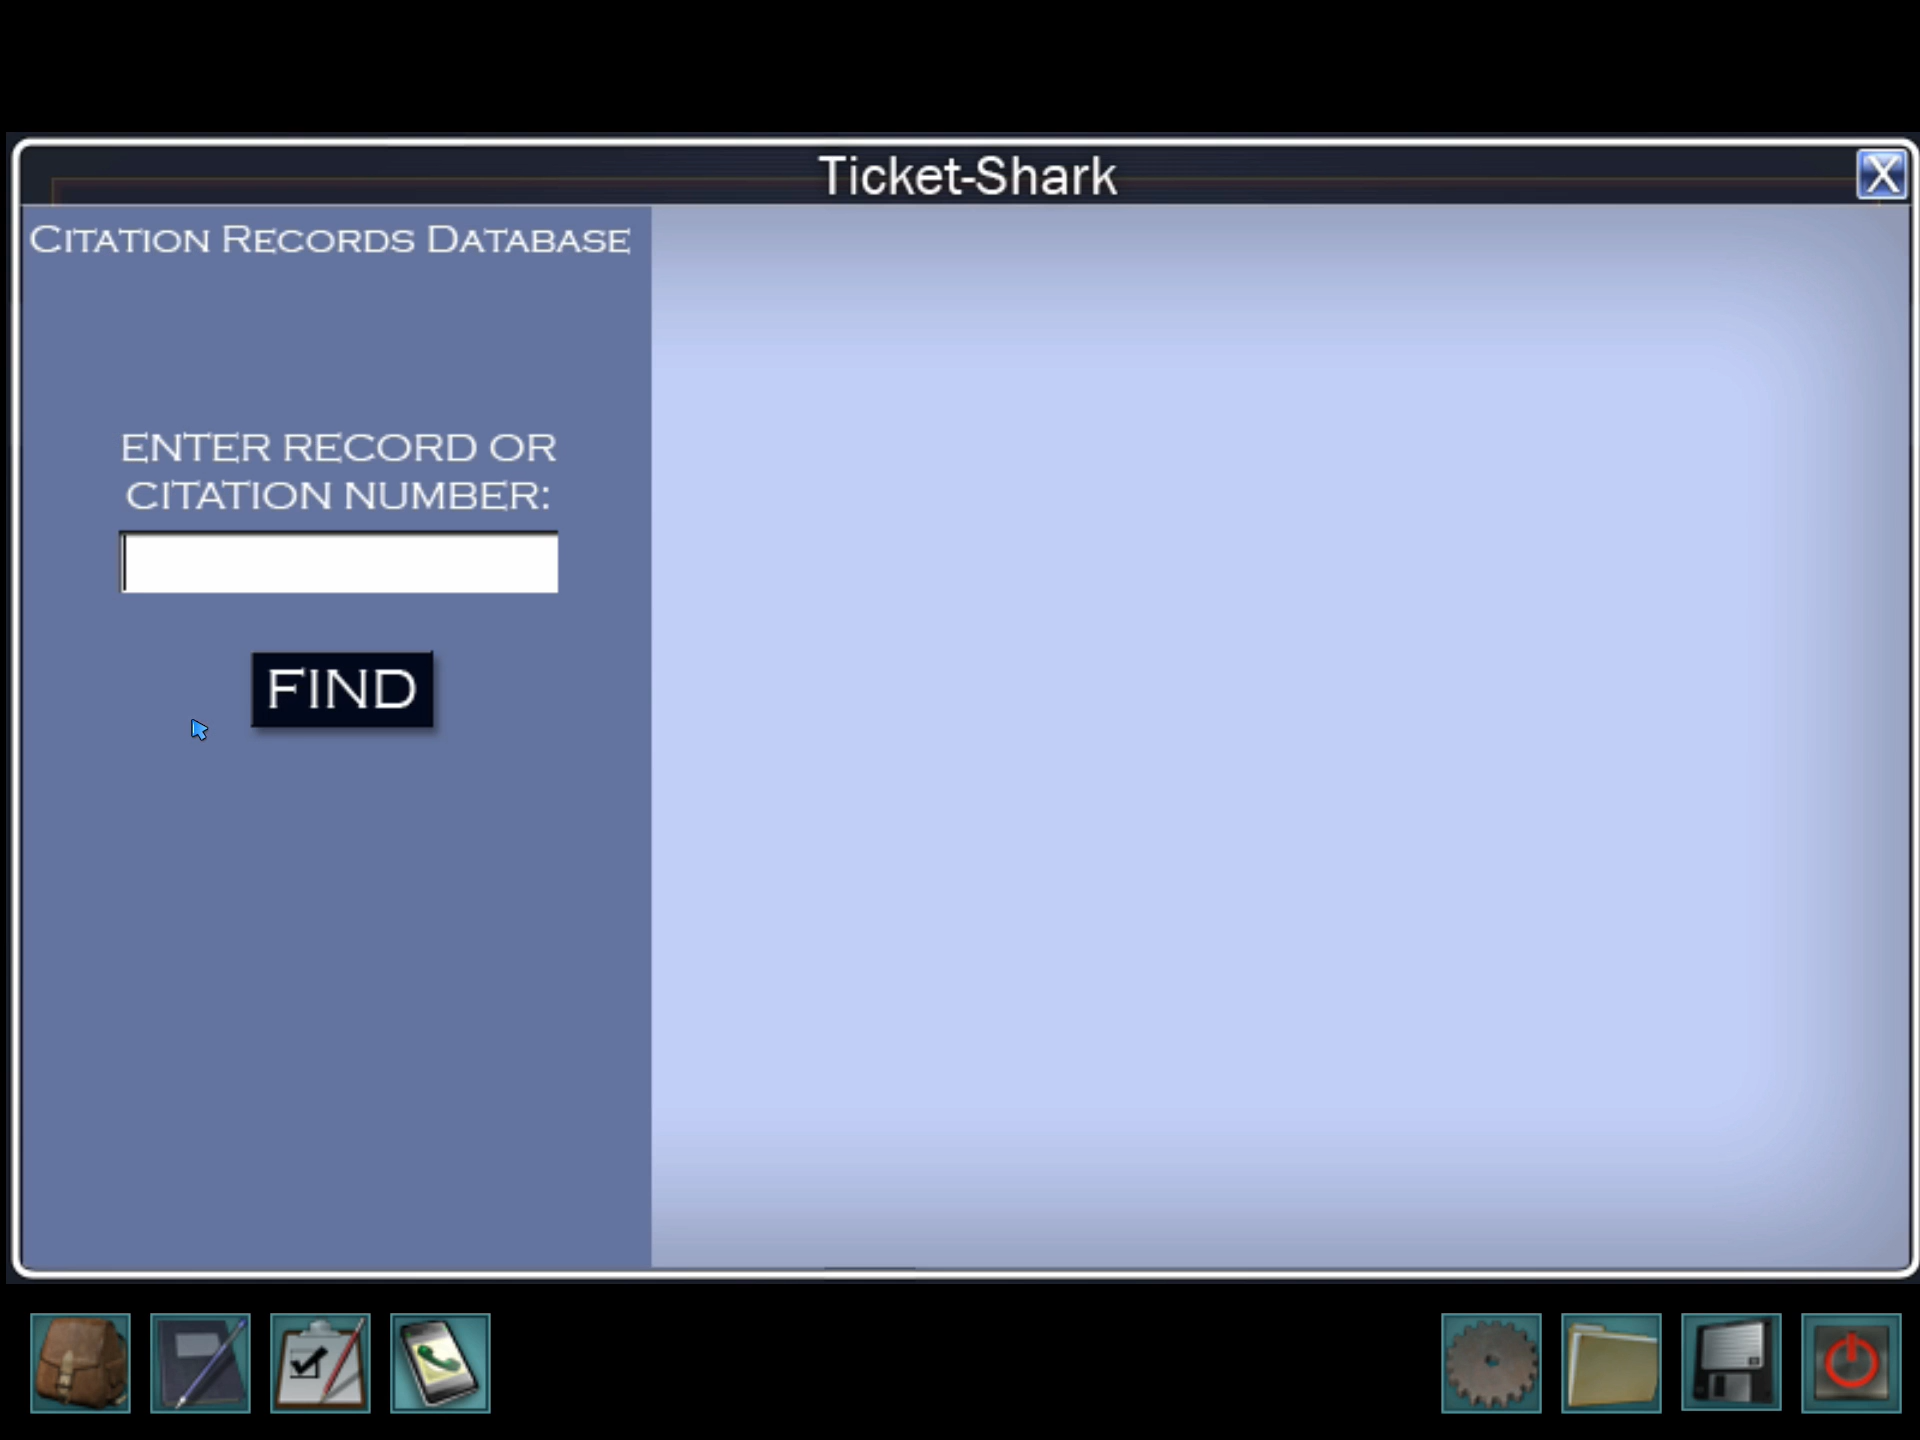 Ticket-Shark
X
Citation Records Database
ENTER RECORD OR
CITATION NUMBER:
FIND